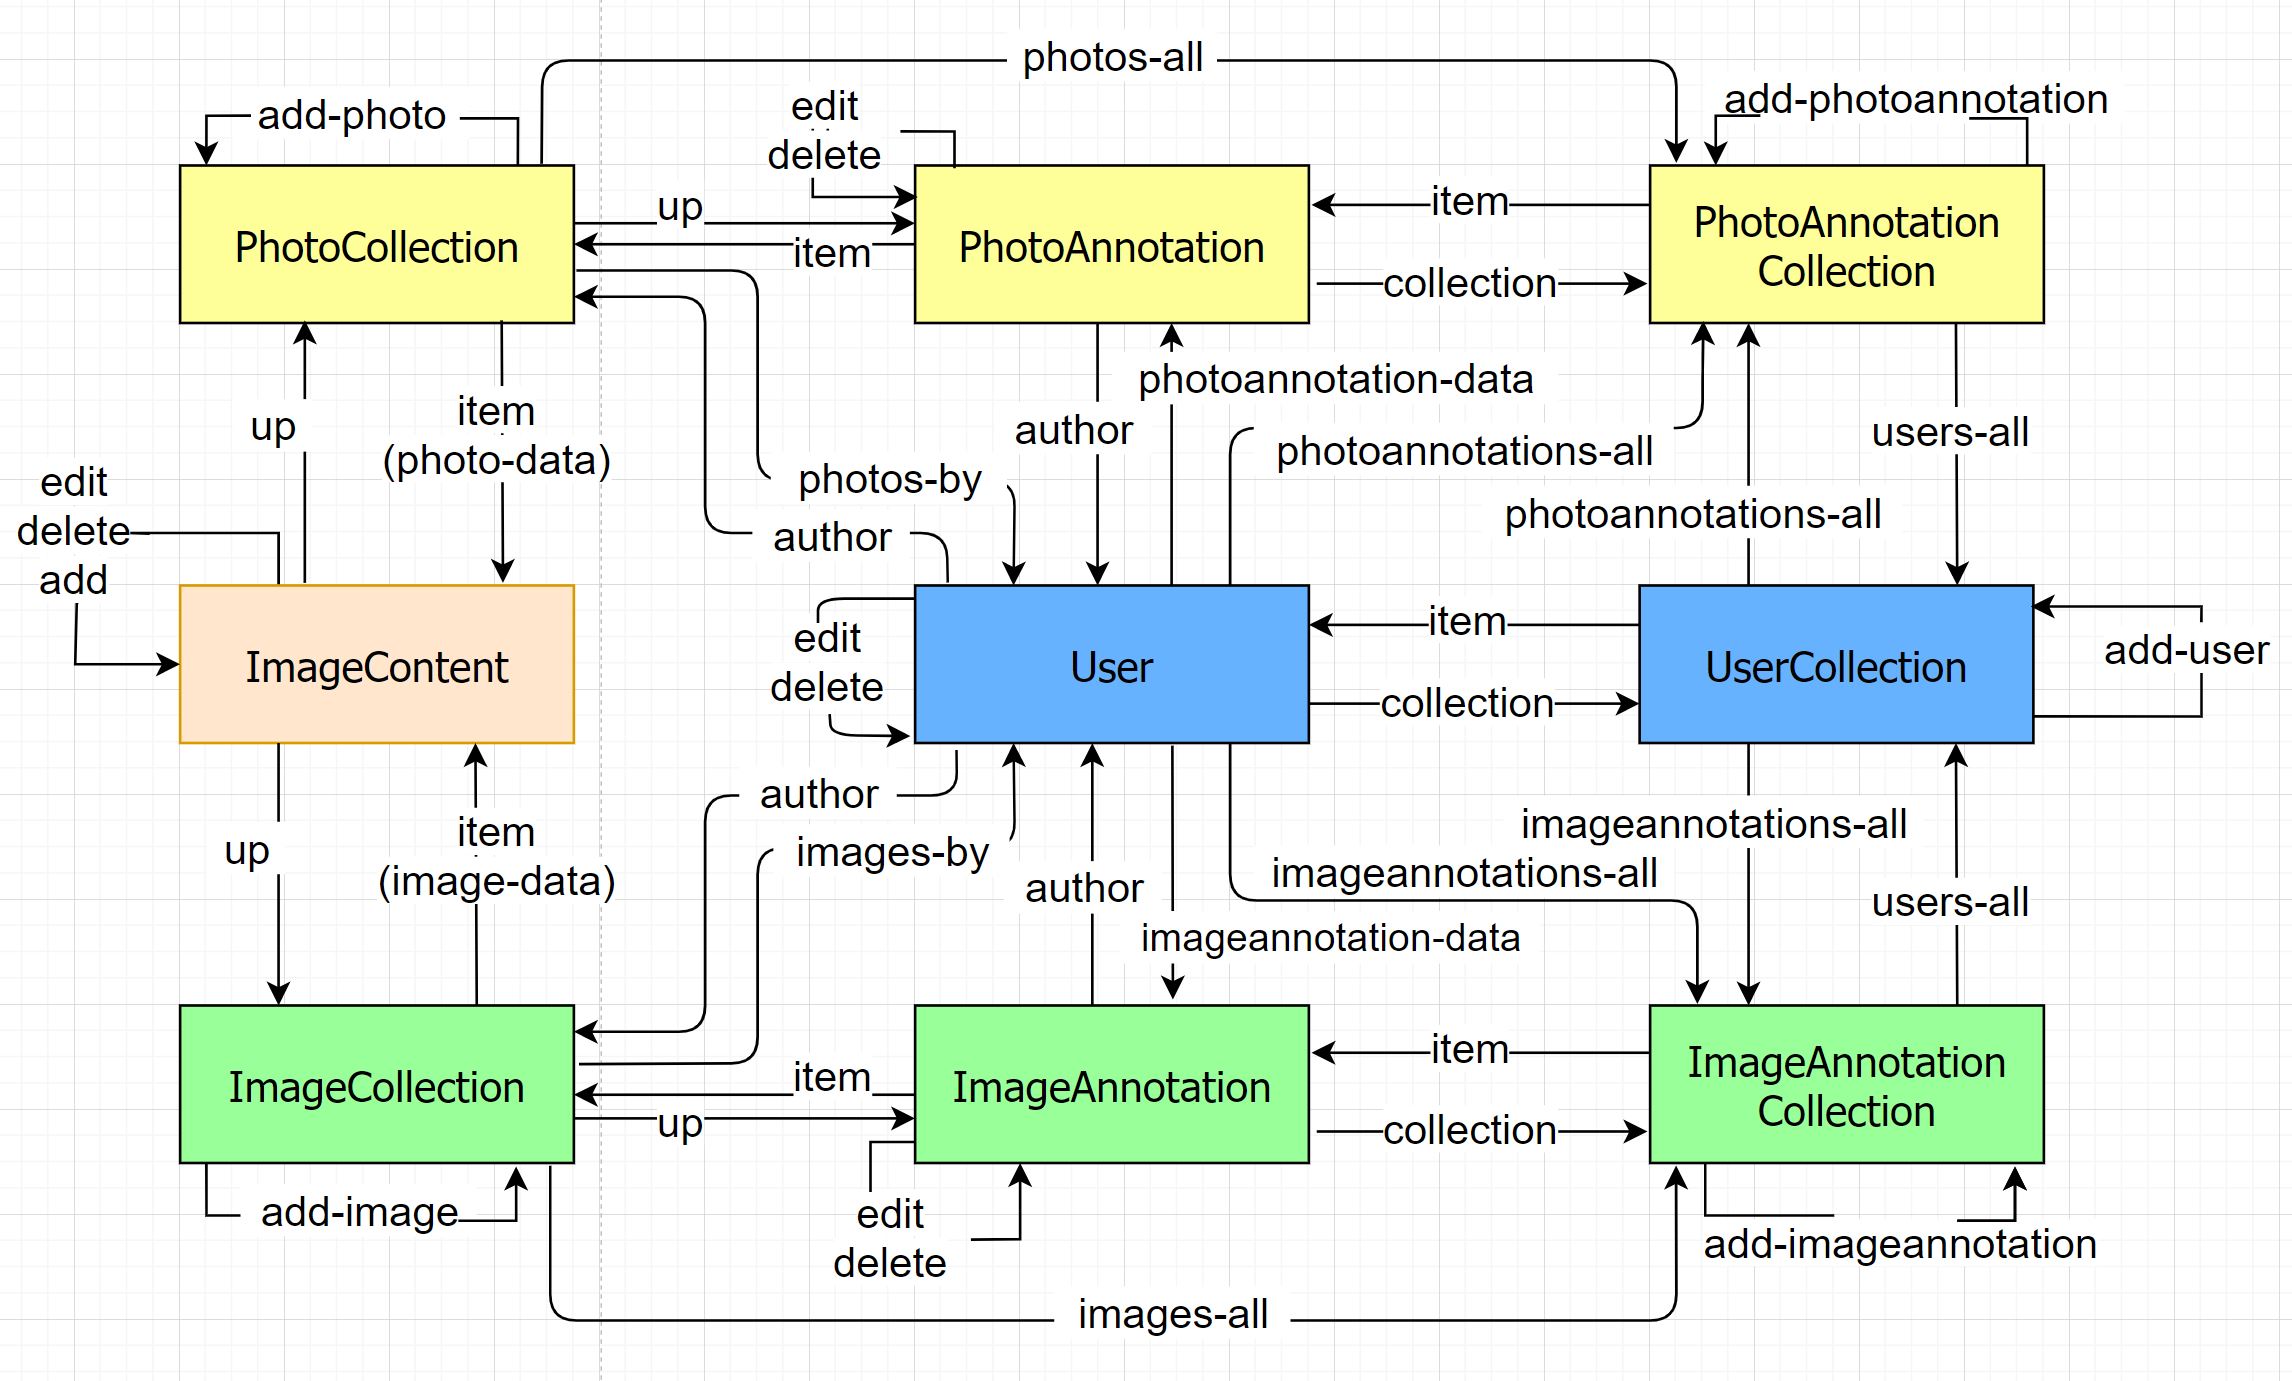 photos-all
add-photo
edit
delete
add-photoannotation
up
item
PhotoCollection
PhotoAnnotation
item
collection
PhotoAnnotation
Collection
up
item
(photo-data)
photos-by
author
author
photoannotation-data
photoannotations-all
photoannotations-all
users-all
edit
delete
add
ImageContent
edit
delete
User
item
collection
UserCollection
add-user
up
item
(image-data)
author
images-by
author
imageannotation-data
imageannotations-all
imageannotations-all
users-all
ImageCollection
item
up
ImageAnnotation
item
collection
ImageAnnotation
Collection
add-image
edit
delete
add-imageannotation
images-all